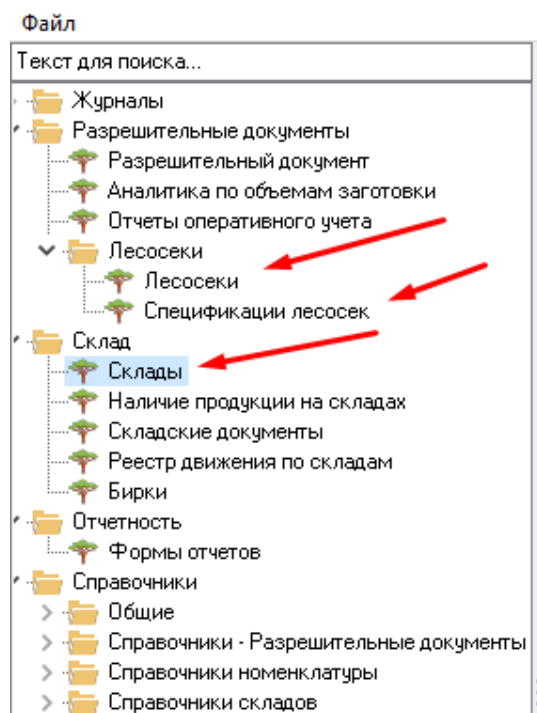 Файл
Текст для поиска...
Журналы
Разрешительные документы
Разрешительный документ
Аналитика по объемам заготовки
Отчеты оперативного учета
Лесосеки
Лесосеки
Спецификации лесосек
Склад
Склады
Наличие продукции на складах
Складские документы
Реестр движения по складам
Бирки
Отчетность
Формы отчетов
Справочники
Общие
Справочники - Разрешительные документы
Справочники номенклатуры
Справочники складов